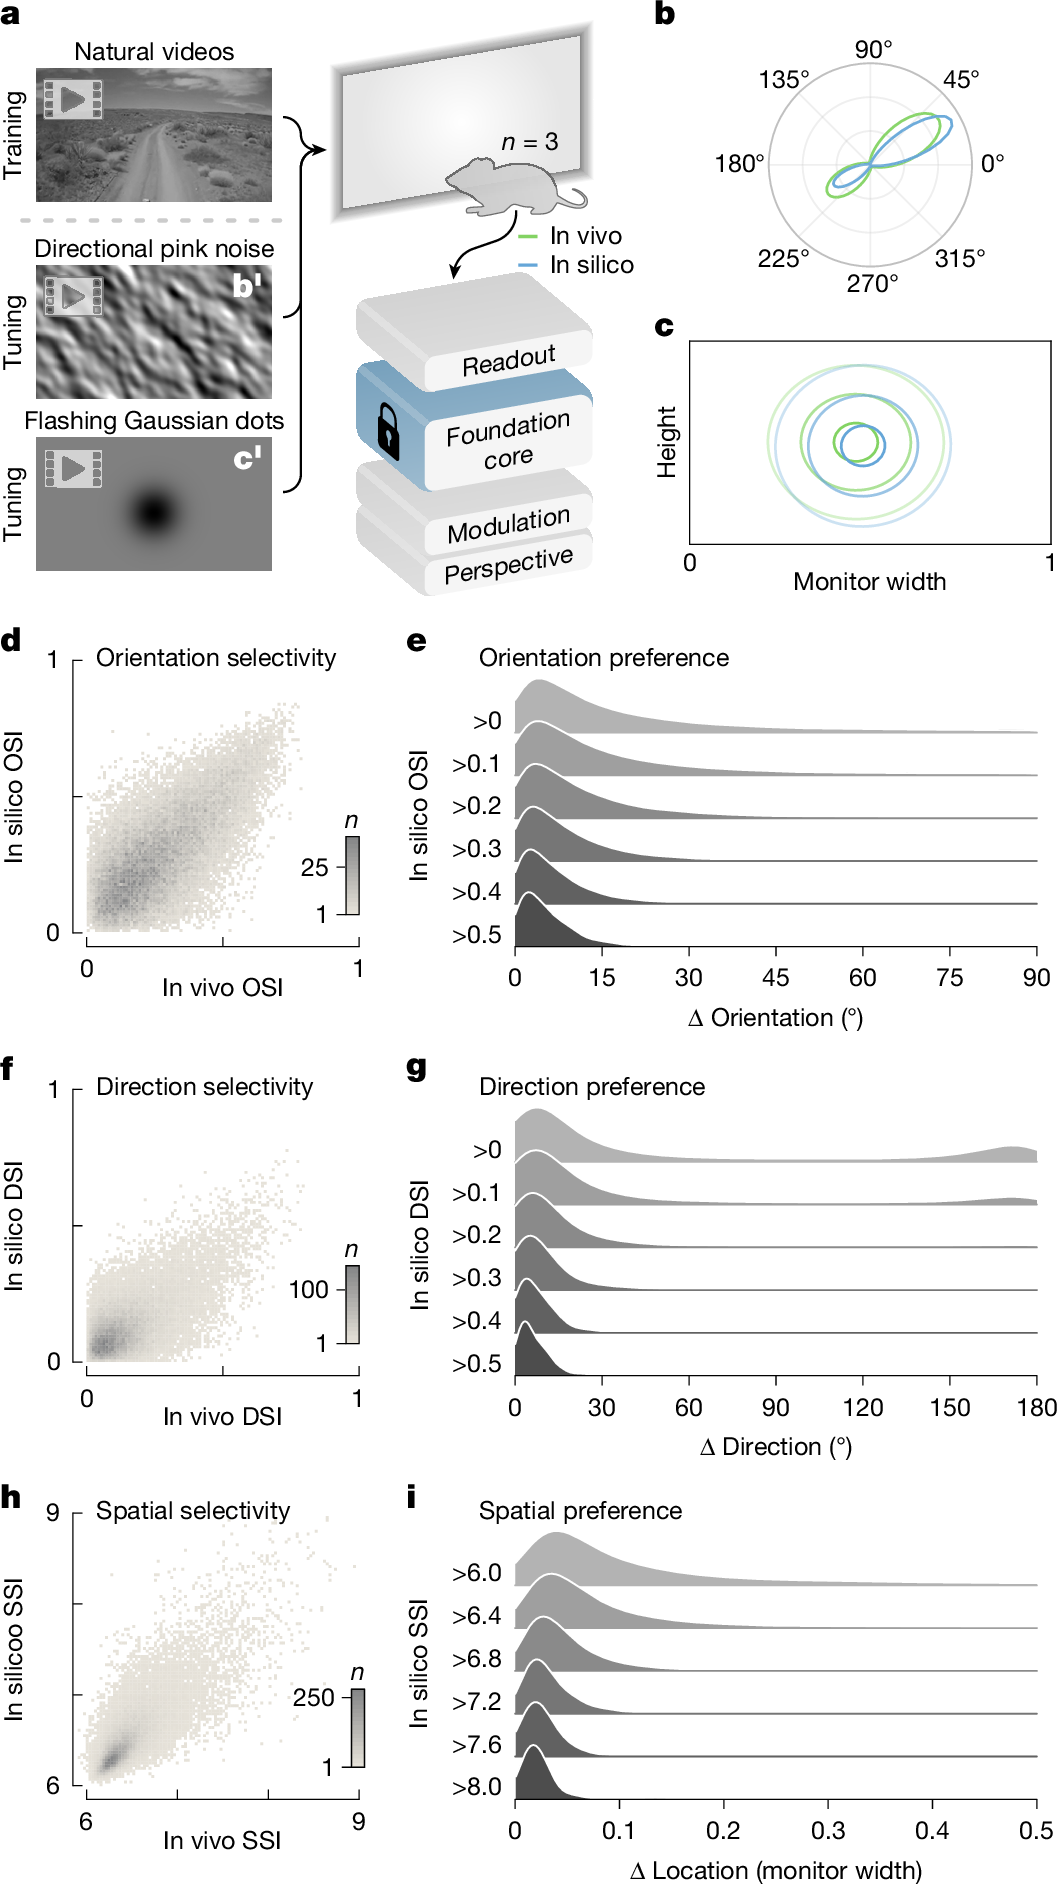 a
Natural videos
Training
Directional pink noise
b'
Tuning
Flashing Gaussian dots
c'
Tuning
n = 3
In vivo
In silico
Readout
Foundation
core
Modulation
Perspective
b
90°
135°
45°
180°
0°
225°
315°
270°
c
Height
0
1
Monitor width
d
Orientation selectivity
1
In silico OSI
n
25
1
0
0
1
In vivo OSI
e
Orientation preference
In silico OSI
>0
>0.1
>0.2
>0.3
>0.4
>0.5
0 15 30 45 60 75 90
Δ Orientation (°)
f
Direction selectivity
1
In silico DSI
n
100
1
0
0
1
In vivo DSI
g
Direction preference
In silico DSI
>0
>0.1
>0.2
>0.3
>0.4
>0.5
0 30 60 90 120 150 180
Δ Direction (°)
h
Spatial selectivity
9
In silicoo SSI
n
250
1
6
6
9
In vivo SSI
i
Spatial preference
In silico SSI
>6.0
>6.4
>6.8
>7.2
>7.6
>8.0
0 0.1 0.2 0.3 0.4 0.5
Δ Location (monitor width)